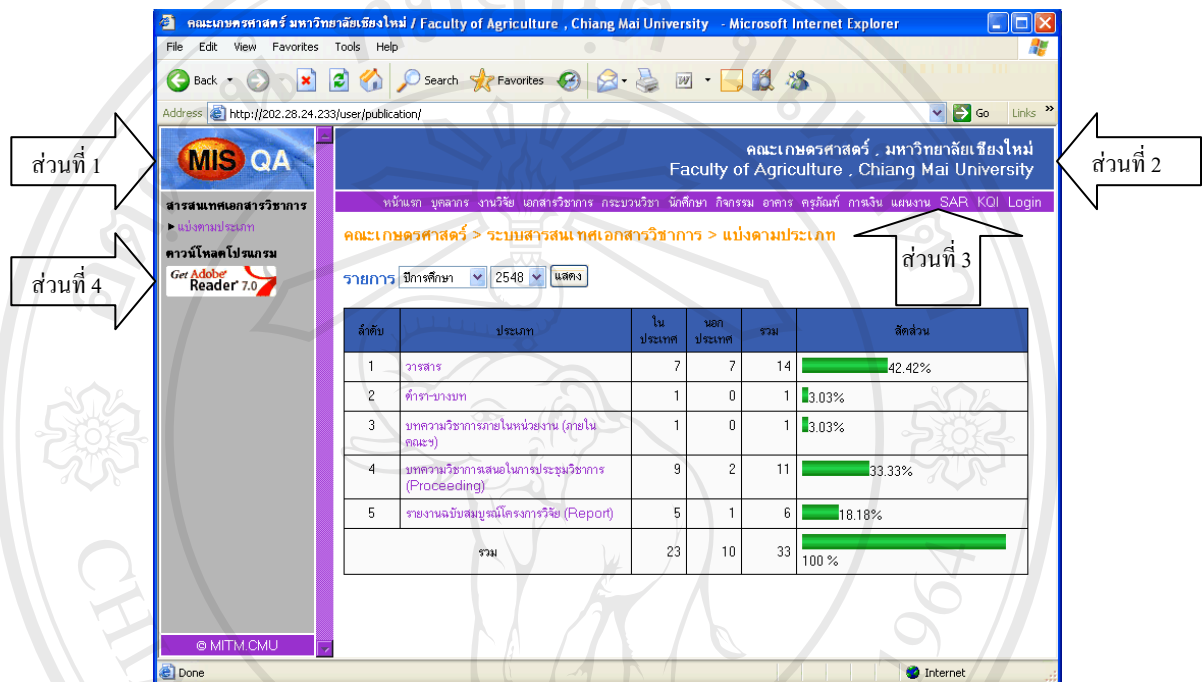 คณะเกษตรศาสตร์ มหาวิทยาลัยเชียงใหม่ / Faculty of Agriculture , Chiang Mai University - Microsoft Internet Explorer
File Edit View Favorites Tools Help
Back Search Favorites
Address http://202.28.24.233/user/publication/ Go Links »
ส่วนที่ 1
MIS QA
คณะเกษตรศาสตร์ , มหาวิทยาลัยเชียงใหม่
Faculty of Agriculture , Chiang Mai University
ส่วนที่ 2
หน้าแรก บุคลากร งานวิจัย เอกสารวิชาการ กระบวนวิชา นักศึกษา กิจกรรม อาคาร ครุภัณฑ์ การเงิน แผนงาน SAR KQI Login
ส่วนที่ 3
สารสนเทศเอกสารวิชาการ
แบ่งตามประเภท
ดาวน์โหลดโปรแกรม
Get Adobe
Reader 7.0
ส่วนที่ 4
คณะเกษตรศาสตร์ > ระบบสารสนเทศเอกสารวิชาการ > แบ่งตามประเภท
รายการ ปีการศึกษา 2548 แสดง
ลำดับ ประเภท ใน ประเทศ นอก ประเทศ รวม สัดส่วน
1 วารสาร 7 7 14 42.42%
2 ตำรา-บางบท 1 0 1 3.03%
3 บทความวิชาการภายในหน่วยงาน (ภายใน 1 0 1 3.03%
คณะฯ)
4 บทความวิชาการเสนอในการประชุมวิชาการ 9 2 11 33.33%
(Proceeding)
5 รายงานฉบับสมบูรณ์โครงการวิจัย (Report) 5 1 6 18.18%
รวม 23 10 33 100 %
© MITM.CMU
Done Internet
1964